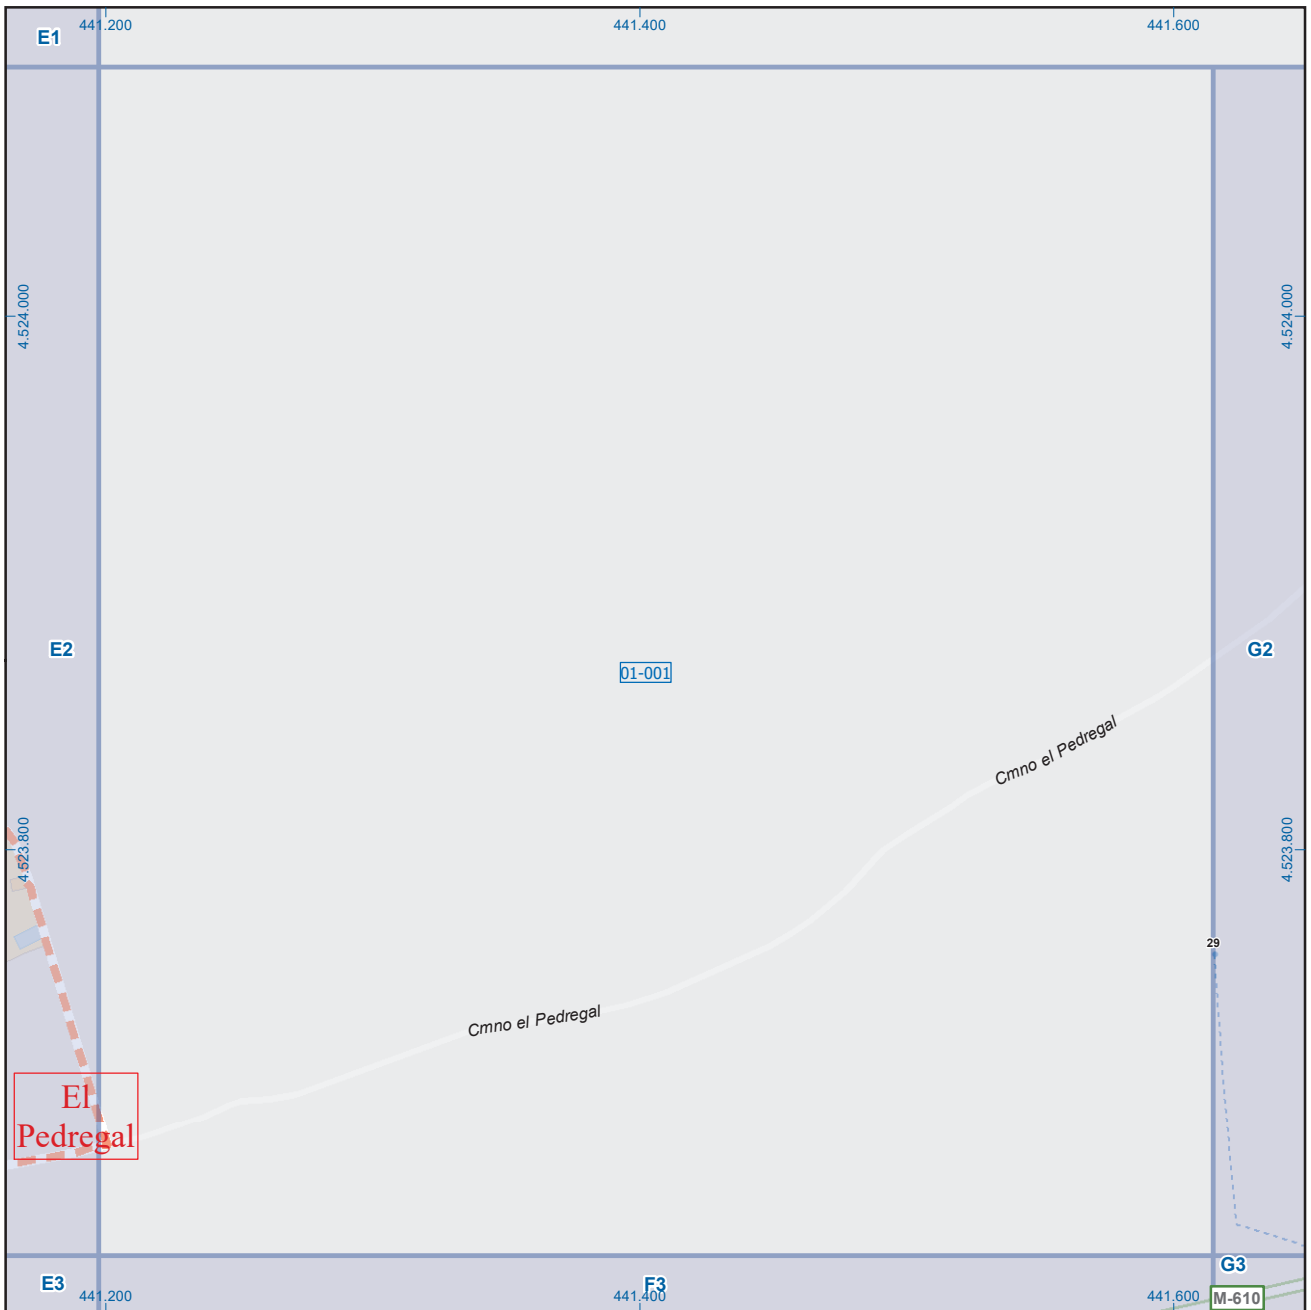 441.200
441.400
441.600
E1
4.524.000
4.524.000
E2
01-001
G2
Cmno el Pedregal
4.523.800
4.523.800
29
Cmno el Pedregal
El
Pedregal
G3
E3
F3
441.200
441.400
441.600
M-610